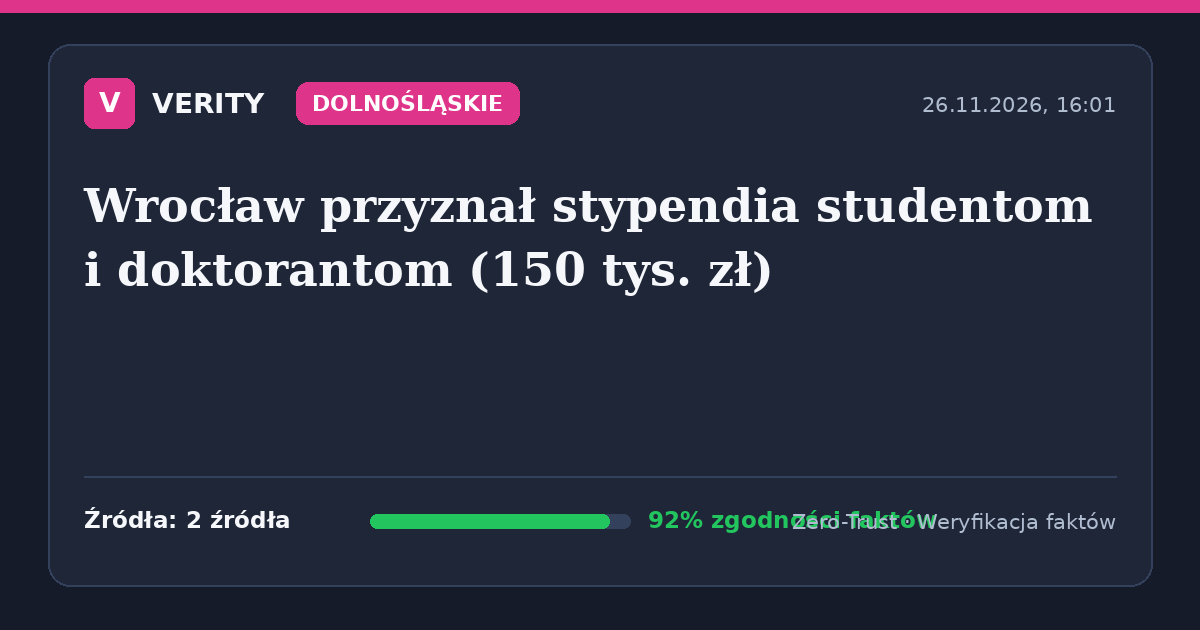 V VERITY DOLNOŚLĄSKIE 26.11.2026, 16:01
Wrocław przyznał stypendia studentom
i doktorantom (150 tys. zł)
Źródła: 2 źródła 92% zgodności faktów Zero-Trust · Weryfikacja faktów